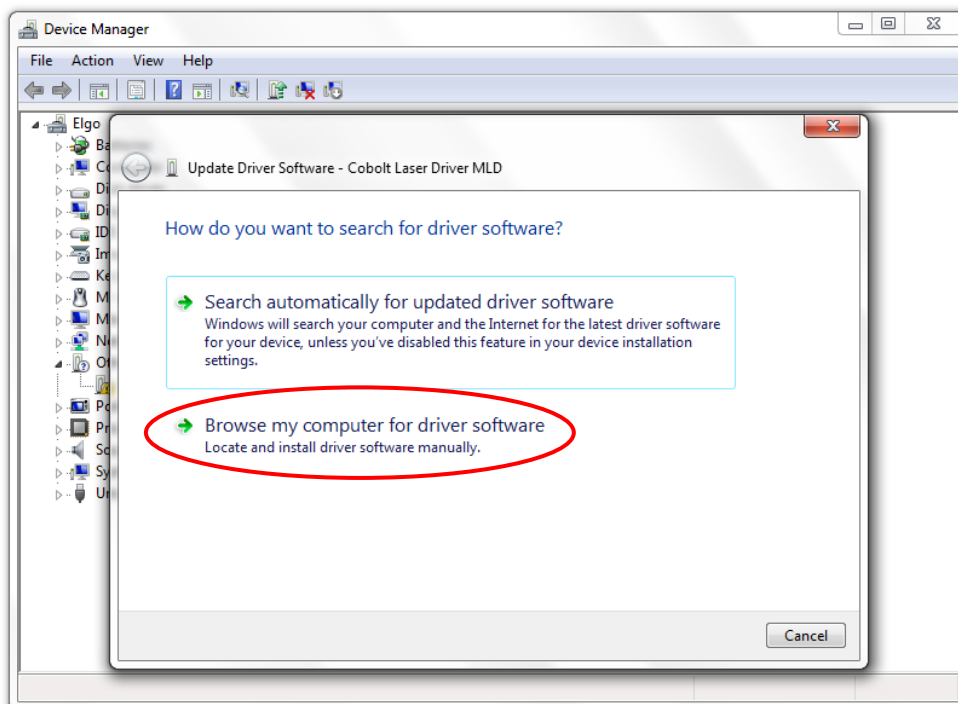 Device Manager
File Action View Help
Elgo
Update Driver Software - Cobolt Laser Driver MLD
How do you want to search for driver software?
Search automatically for updated driver software
Windows will search your computer and the Internet for the latest driver software
for your device, unless you've disabled this feature in your device installation
settings.
Browse my computer for driver software
Locate and install driver software manually.
Cancel